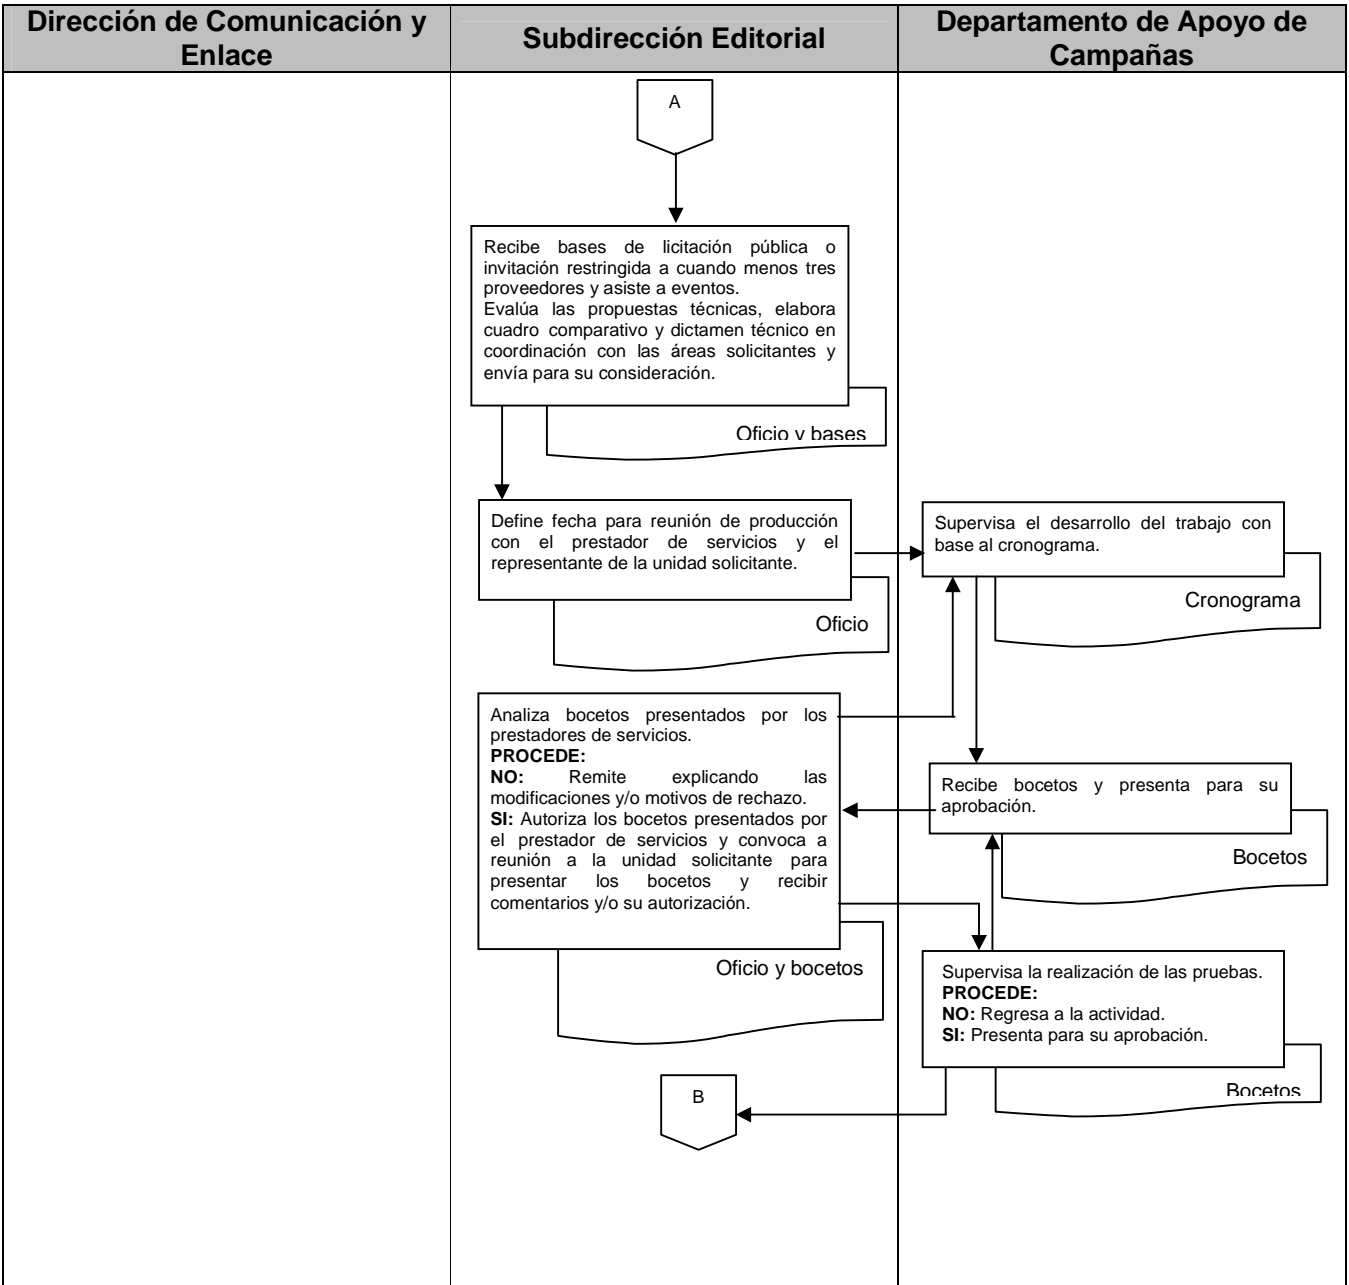 Dirección de Comunicación y
Enlace
Subdirección Editorial
Departamento de Apoyo de
Campañas
A
Recibe bases de licitación pública o
invitación restringida a cuando menos tres
proveedores y asiste a eventos.
Evalúa las propuestas técnicas, elabora
cuadro comparativo y dictamen técnico en
coordinación con las áreas solicitantes y
envía para su consideración.
Oficio y bases
Define fecha para reunión de producción
con el prestador de servicios y el
representante de la unidad solicitante.
Oficio
Supervisa el desarrollo del trabajo con
base al cronograma.
Cronograma
Analiza bocetos presentados por los
prestadores de servicios.
PROCEDE:
NO: Remite explicando las
modificaciones y/o motivos de rechazo.
SI: Autoriza los bocetos presentados por
el prestador de servicios y convoca a
reunión a la unidad solicitante para
presentar los bocetos y recibir
comentarios y/o su autorización.
Oficio y bocetos
Recibe bocetos y presenta para su
aprobación.
Bocetos
Supervisa la realización de las pruebas.
PROCEDE:
NO: Regresa a la actividad.
SI: Presenta para su aprobación.
Bocetos
B